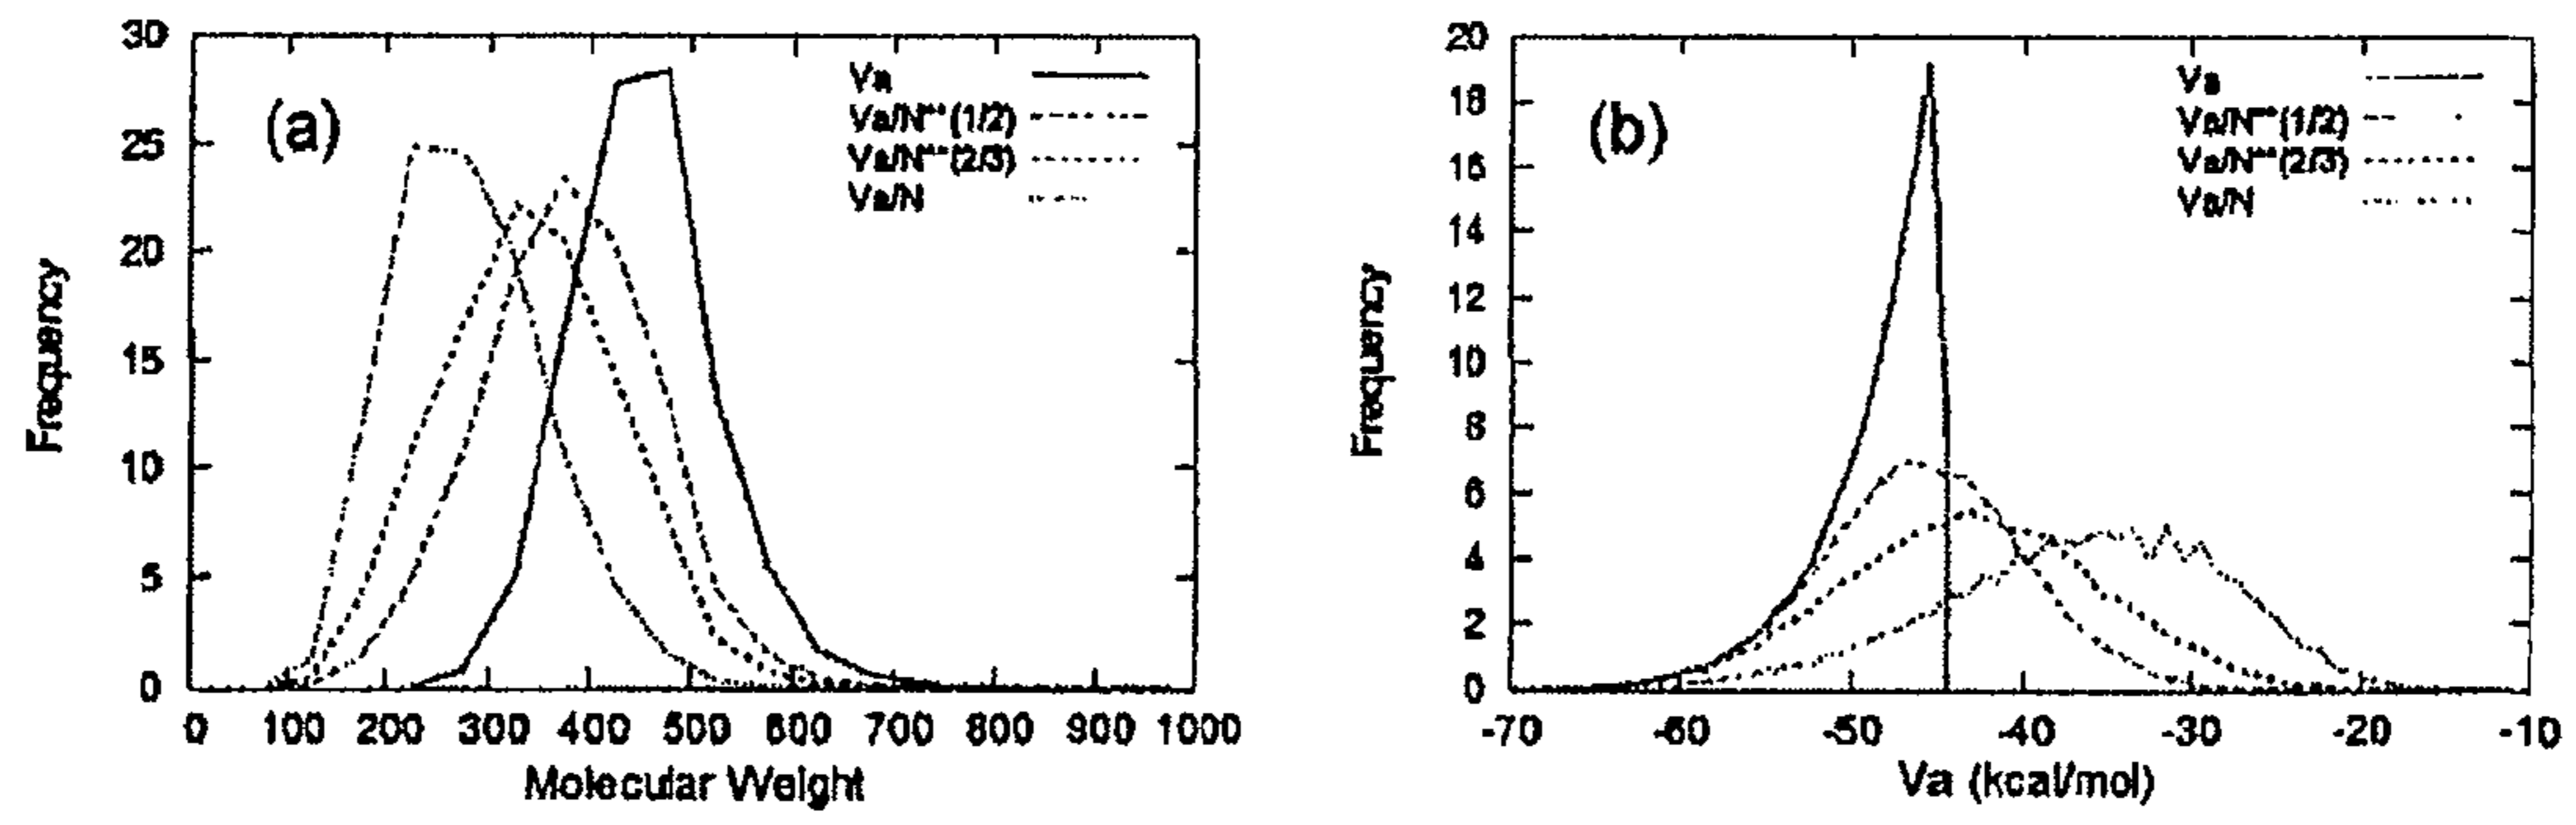 (a)
Frequency
30
25
20
15
10
5
0
Va
Va/N**(1/2)
Va/N**(2/3)
Va/N
0 100 200 300 400 500 600 700 800 900 1000
Molecular Weight
(b)
Frequency
20
18
16
14
12
10
8
6
4
2
0
Va
Va/N**(1/2)
Va/N**(2/3)
Va/N
-70 -60 -50 -40 -30 -20 -10
Va (kcal/mol)